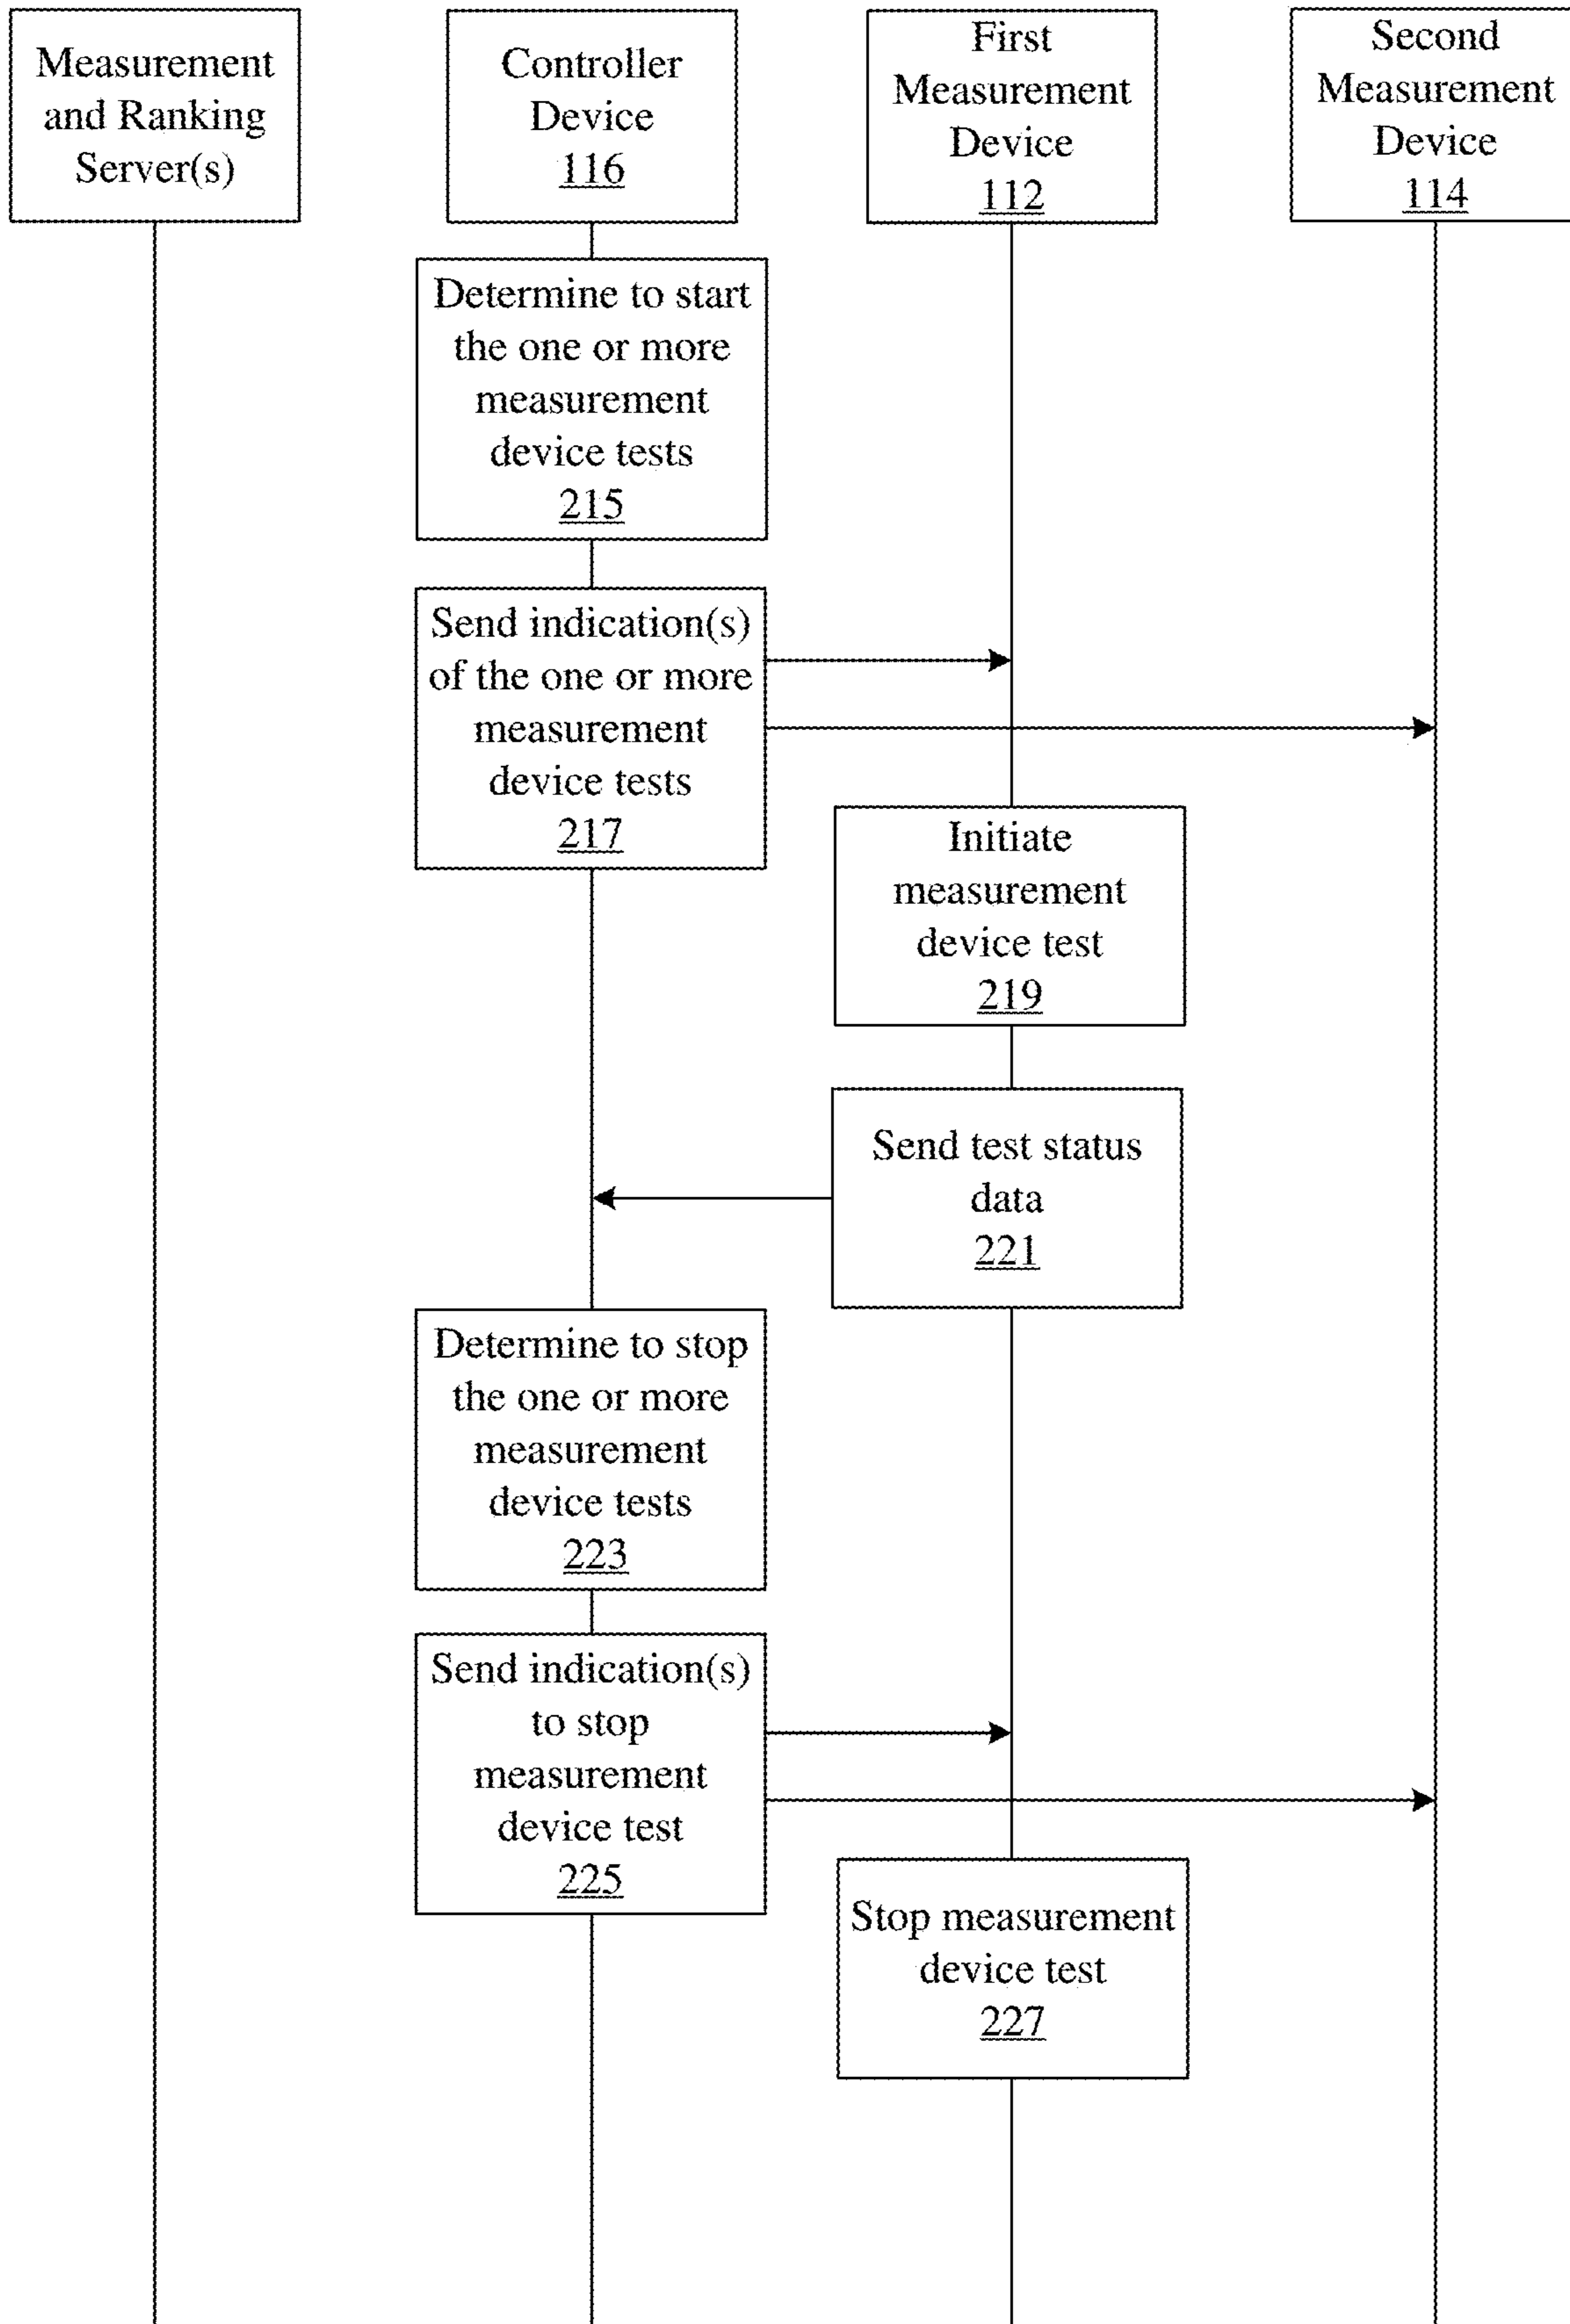 Measurement
and Ranking
Server(s)
Controller
Device
116
First
Measurement
Device
112
Second
Measurement
Device
114
Determine to start
the one or more
measurement
device tests
215
Send indication(s)
of the one or more
measurement
device tests
217
Initiate
measurement
device test
219
Send test status
data
221
Determine to stop
the one or more
measurement
device tests
223
Send indication(s)
to stop
measurement
device test
225
Stop measurement
device test
227